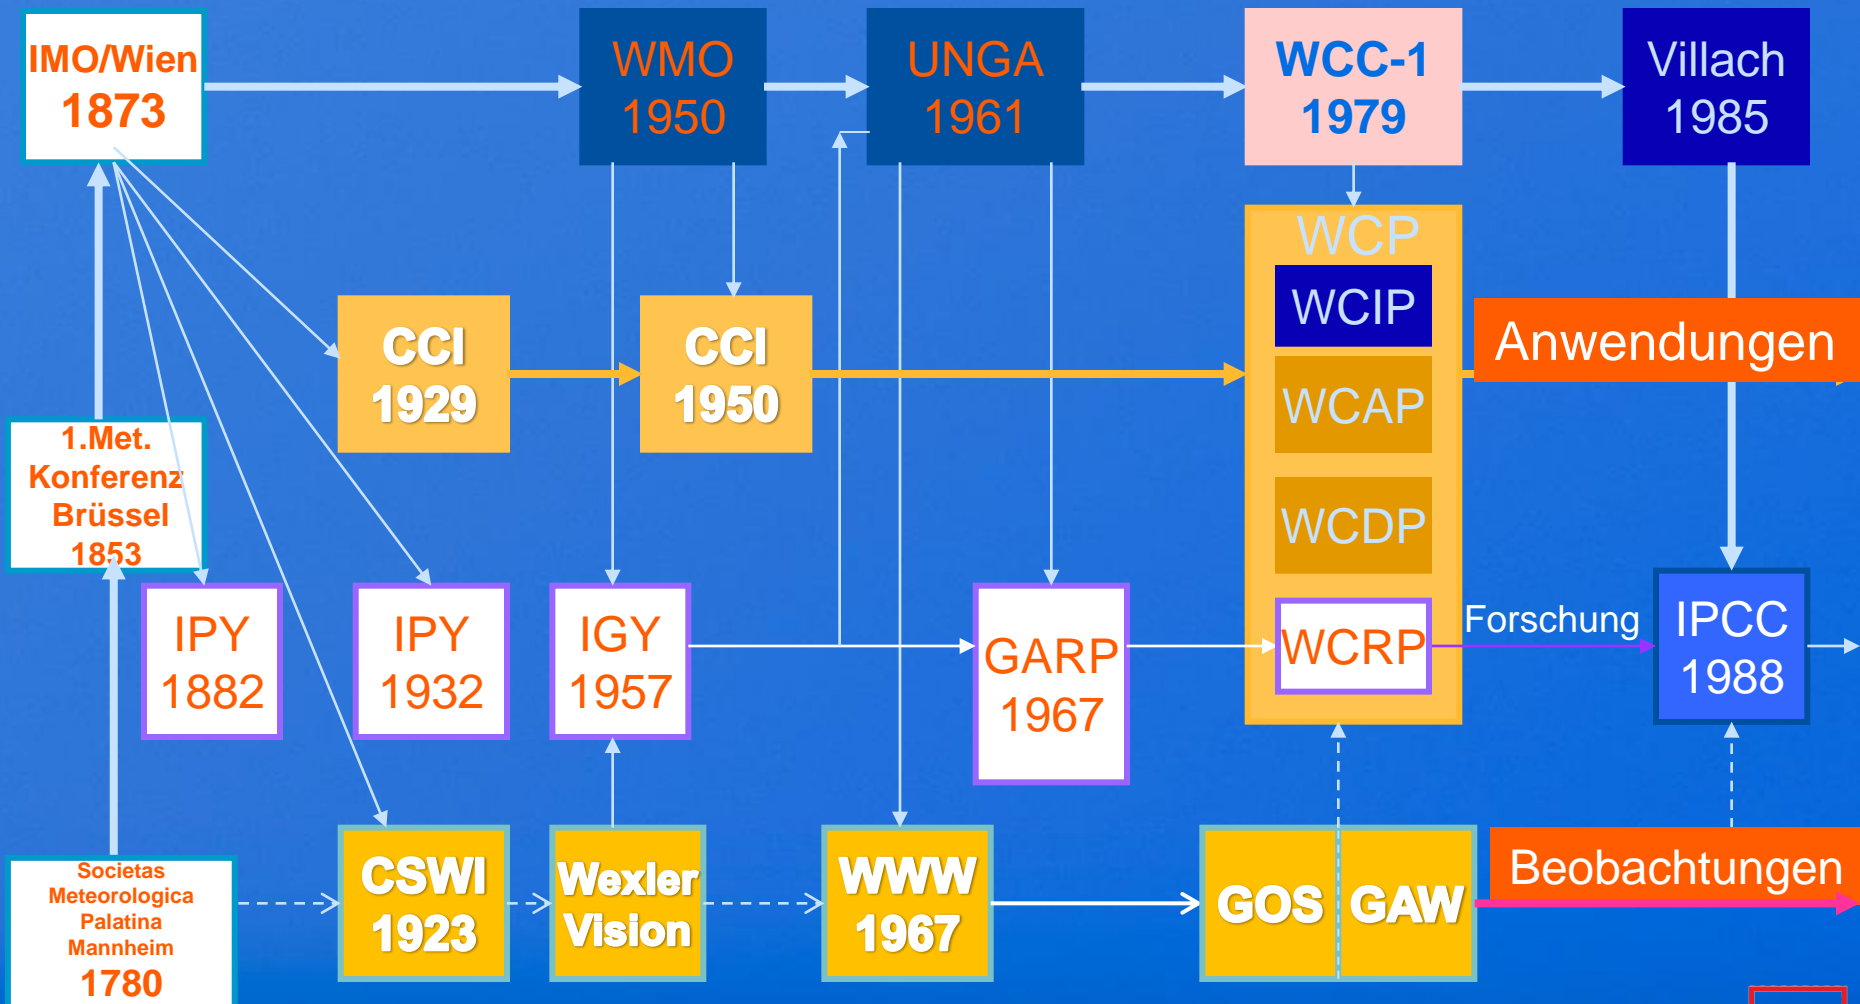 IMO/Wien
1873
WMO
1950
UNGA
1961
WCC-1
1979
Villach
1985
WCP
WCIP
WCAP
WCDP
WCRP
CCl
1929
CCl
1950
Anwendungen
1.Met.
Konferenz
Brüssel
1853
IPY
1882
IPY
1932
IGY
1957
GARP
1967
Forschung
IPCC
1988
Societas
Meteorologica
Palatina
Mannheim
1780
CSWI
1923
Wexler
Vision
WWW
1967
GOS
GAW
Beobachtungen